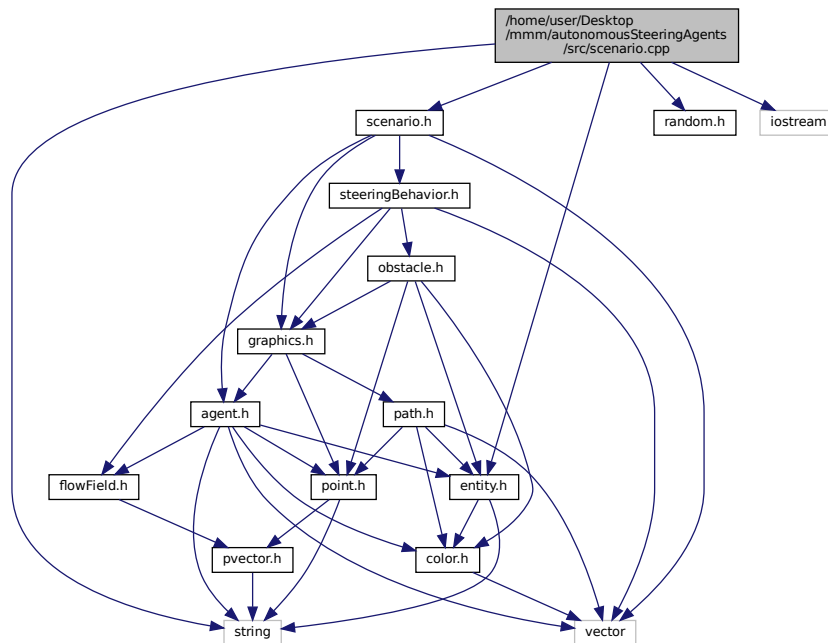 /home/user/Desktop
/mmm/autonomousSteeringAgents
/src/scenario.cpp
scenario.h
random.h
iostream
steeringBehavior.h
obstacle.h
graphics.h
agent.h
path.h
flowField.h
point.h
entity.h
pvector.h
color.h
string
vector